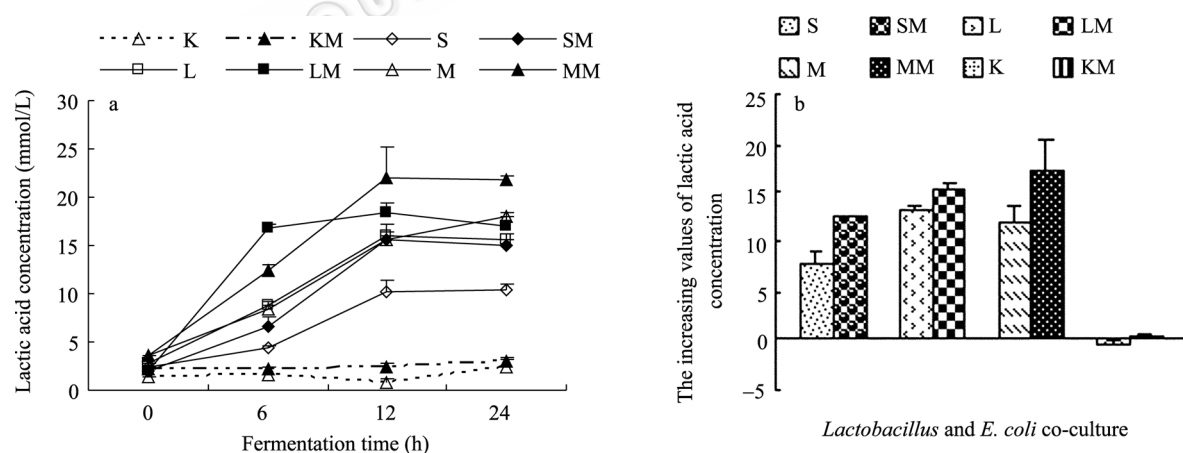 K KM S SM
L LM M MM
Lactic acid concentration (mmol/L)
30
25
20
15
10
5
0
a
0 6 12 24
Fermentation time (h)
S SM L LM
M MM K KM
The increasing values of lactic acid
concentration
25
20
15
10
5
0
–5
b
Lactobacillus and E. coli co-culture